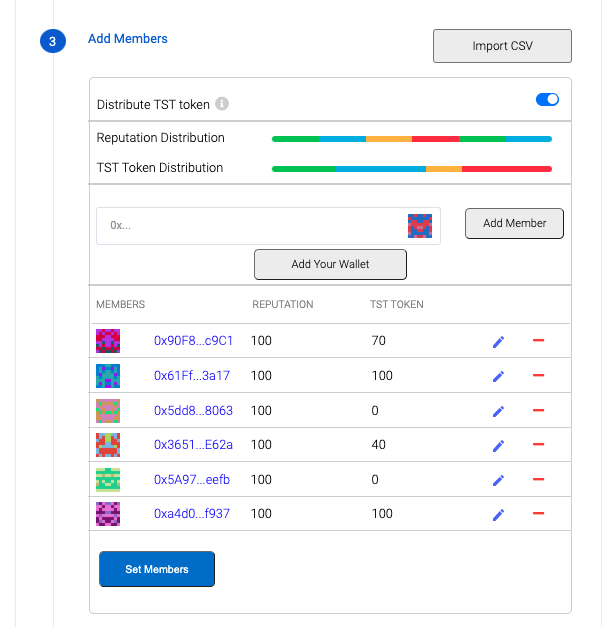 3 Add Members
Import CSV
Distribute TST token
Reputation Distribution
TST Token Distribution
0x...
Add Member
Add Your Wallet
MEMBERS REPUTATION TST TOKEN
0x90F8...c9C1 100 70
0x61Ff...3a17 100 100
0x5dd8...8063 100 0
0x3651...E62a 100 40
0x5A97...eefb 100 0
0xa4d0...f937 100 100
Set Members